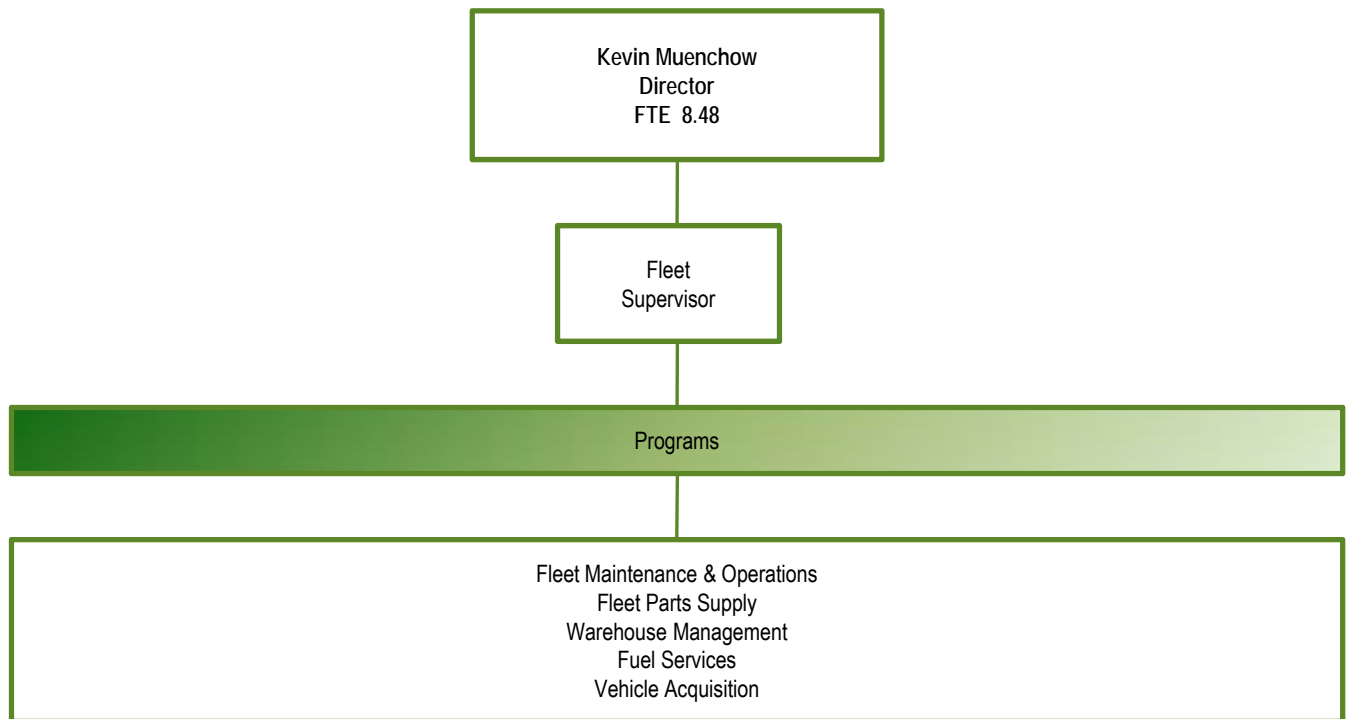 Kevin Muenchow
Director
FTE 8.48
Fleet
Supervisor
Programs
Fleet Maintenance & Operations
Fleet Parts Supply
Warehouse Management
Fuel Services
Vehicle Acquisition